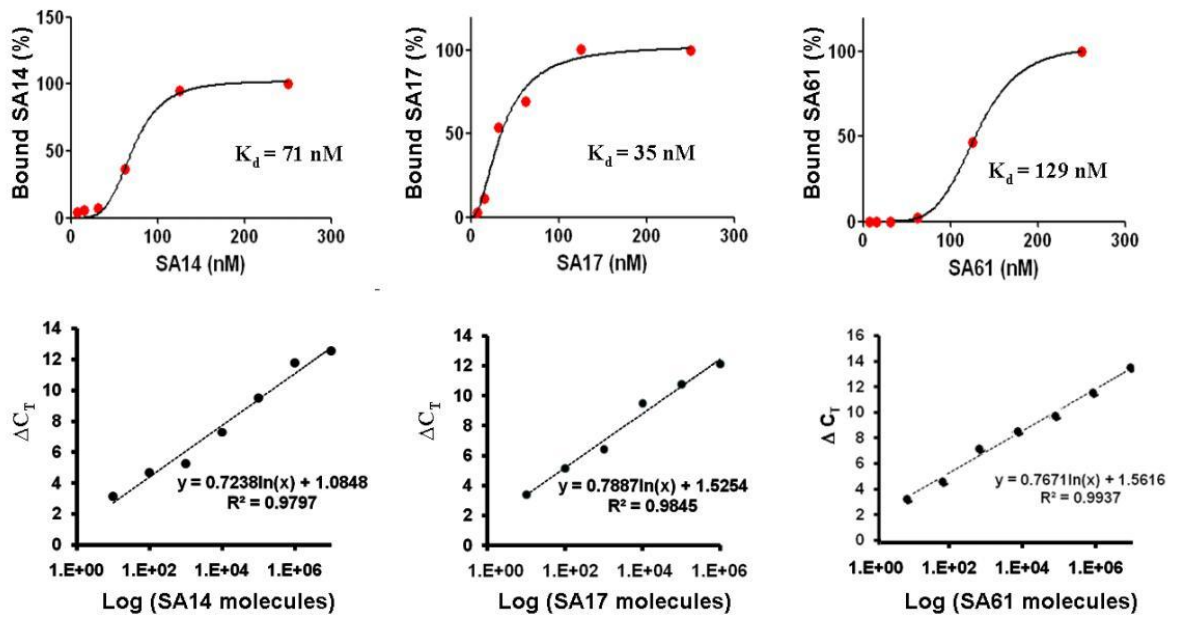 Bound SA14 (%)
150
100
50
0
0 100 200 300
K_d = 71 nM
SA14 (nM)
Bound SA17 (%)
100
50
0
0 100 200 300
K_d = 35 nM
SA17 (nM)
Bound SA61 (%)
100
50
0
0 100 200 300
K_d = 129 nM
SA61 (nM)
ΔC_T
14
12
10
8
6
4
2
0
y = 0.7238ln(x) + 1.0848
R² = 0.9797
1.E+00 1.E+02 1.E+04 1.E+06
Log (SA14 molecules)
ΔC_T
14
12
10
8
6
4
2
0
y = 0.7887ln(x) + 1.5254
R² = 0.9845
1.E+00 1.E+02 1.E+04 1.E+06
Log (SA17 molecules)
Δ C_T
16
14
12
10
8
6
4
2
0
y = 0.7671ln(x) + 1.5616
R² = 0.9937
1.E+00 1.E+02 1.E+04 1.E+06
Log (SA61 molecules)